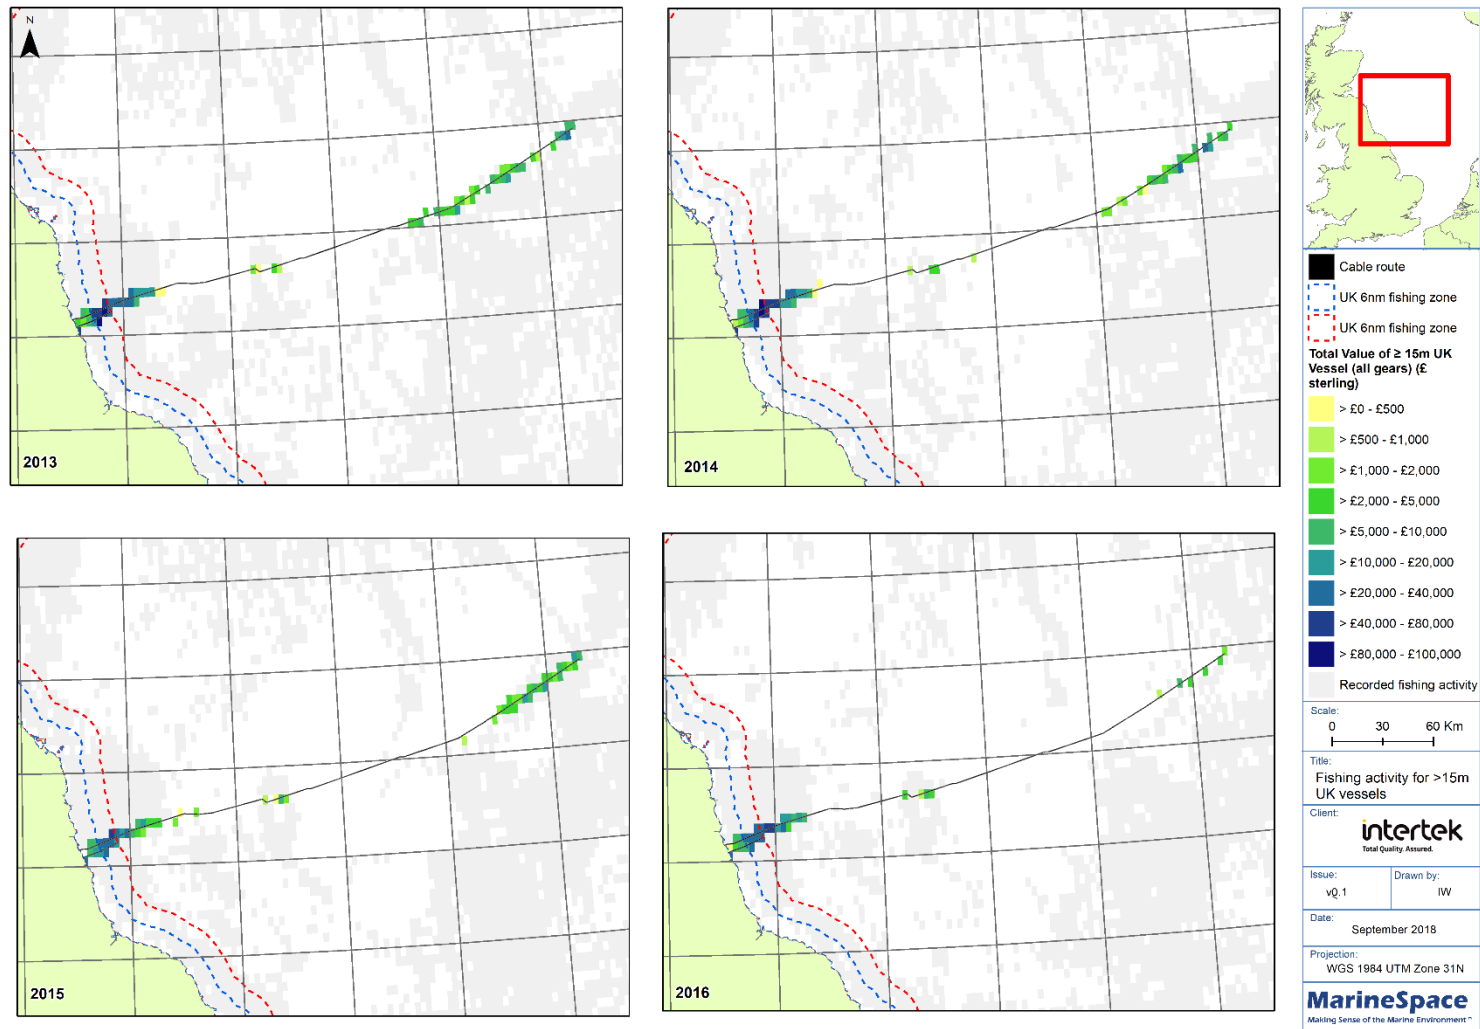 N
2013
2014
2015
2016
Cable route
UK 6nm fishing zone
UK 6nm fishing zone
Total Value of ≥ 15m UK
Vessel (all gears) (£
sterling)
> £0 - £500
> £500 - £1,000
> £1,000 - £2,000
> £2,000 - £5,000
> £5,000 - £10,000
> £10,000 - £20,000
> £20,000 - £40,000
> £40,000 - £80,000
> £80,000 - £100,000
Recorded fishing activity
Scale:
0 30 60 Km
Title:
Fishing activity for >15m
UK vessels
Client:
intertek
Total Quality. Assured.
Issue:
v0.1
Drawn by:
IW
Date:
September 2018
Projection:
WGS 1984 UTM Zone 31N
MarineSpace
Making Sense of the Marine Environment